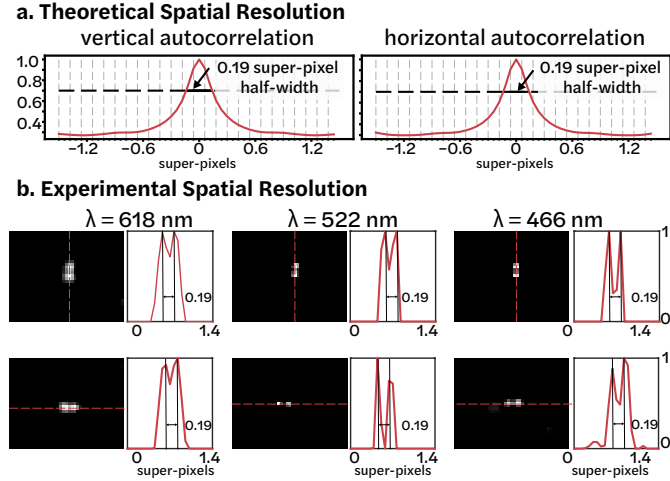 a. Theoretical Spatial Resolution
vertical autocorrelation
horizontal autocorrelation
1.0
0.8
0.6
0.4
0.19 super-pixel
half-width
0.19 super-pixel
half-width
−1.2 −0.6 0 0.6 1.2
−1.2 −0.6 0 0.6 1.2
super-pixels
super-pixels
b. Experimental Spatial Resolution
λ = 618 nm
λ = 522 nm
λ = 466 nm
1
0.19
0.19
0.19
0
0 1.4
0 1.4
0 1.4
1
0.19
0.19
0.19
0
0 1.4
0 1.4
0 1.4
super-pixels
super-pixels
super-pixels